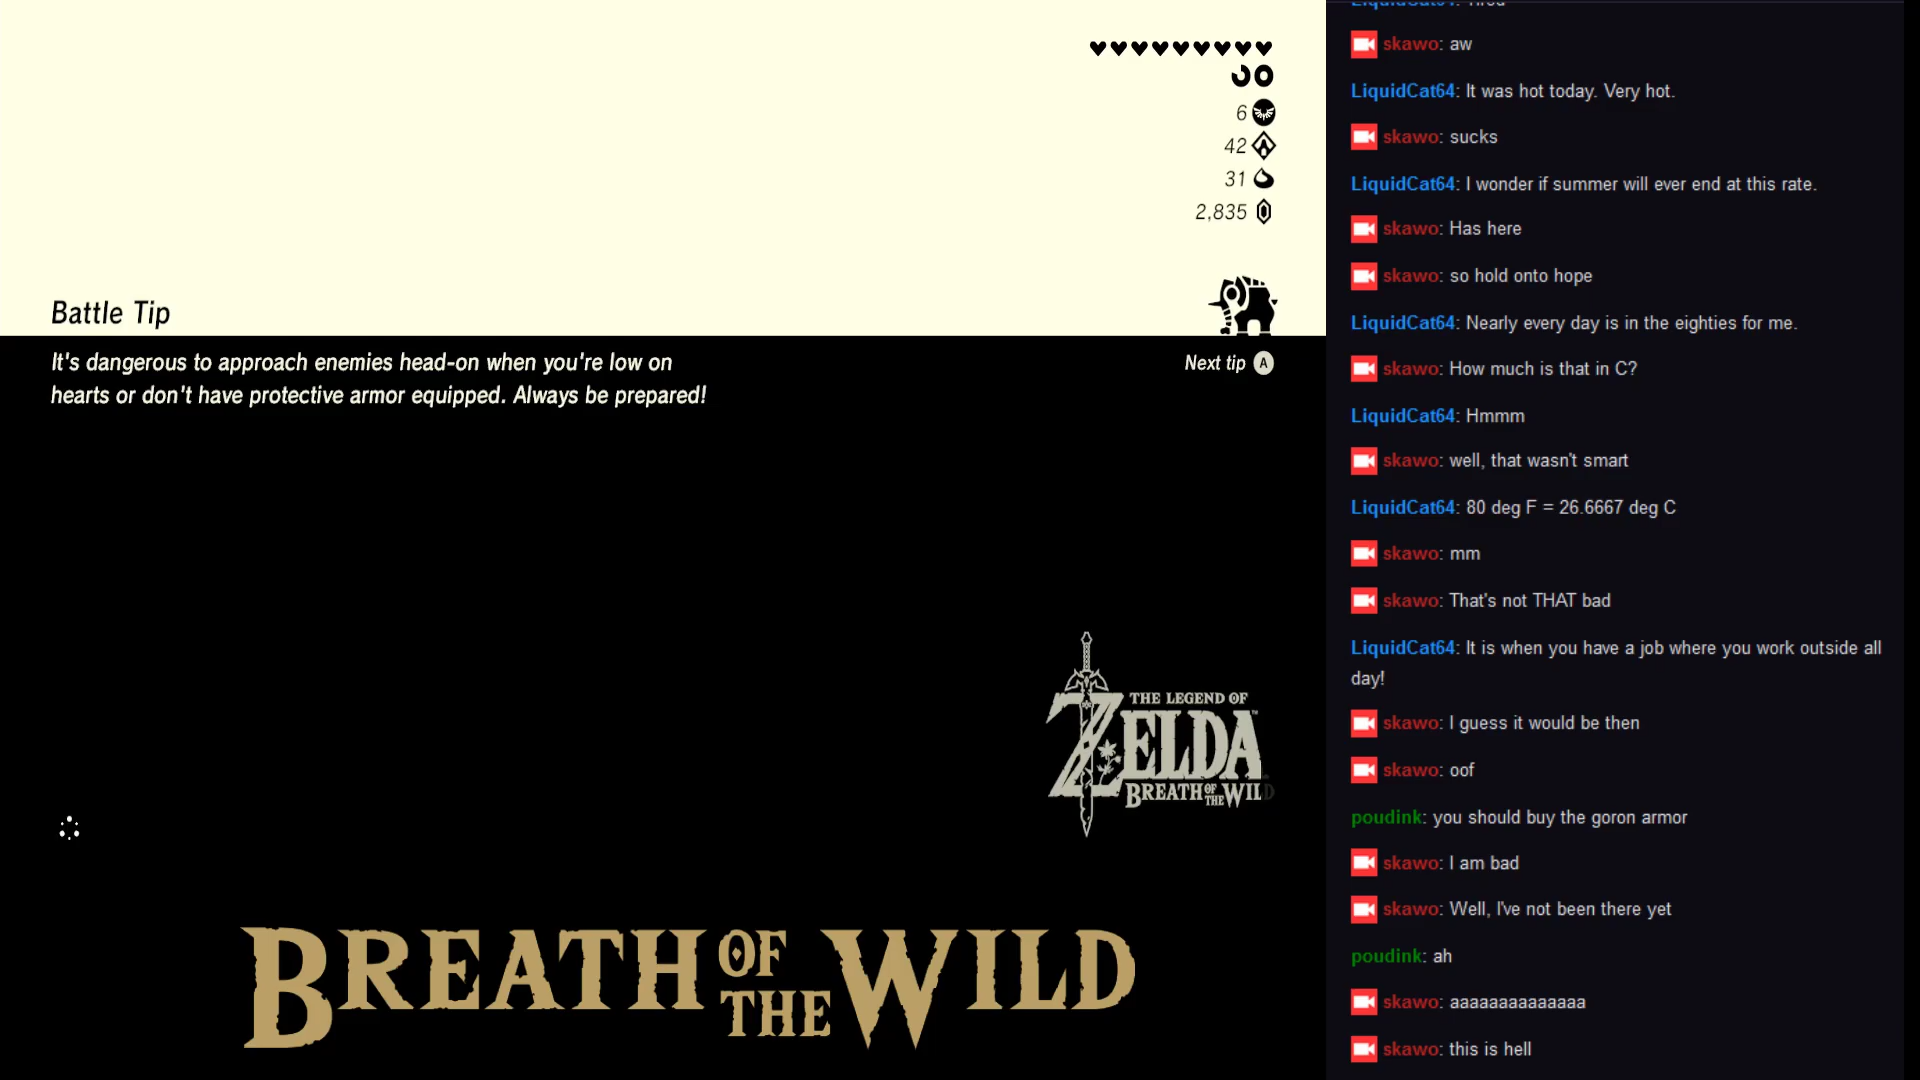 6
42
31
2,835
Battle Tip
It's dangerous to approach enemies head-on when you're low on
hearts or don't have protective armor equipped. Always be prepared!
Next tip A
THE LEGEND OF
ZELDA
BREATH OF THE WILD
BREATH OF THE WILD
skawo: aw
LiquidCat64: It was hot today. Very hot.
skawo: sucks
LiquidCat64: I wonder if summer will ever end at this rate.
skawo: Has here
skawo: so hold onto hope
LiquidCat64: Nearly every day is in the eighties for me.
skawo: How much is that in C?
LiquidCat64: Hmmm
skawo: well, that wasn't smart
LiquidCat64: 80 deg F = 26.6667 deg C
skawo: mm
skawo: That's not THAT bad
LiquidCat64: It is when you have a job where you work outside all
day!
skawo: I guess it would be then
skawo: oof
poudink: you should buy the goron armor
skawo: I am bad
skawo: Well, I've not been there yet
poudink: ah
skawo: aaaaaaaaaaaaaa
skawo: this is hell